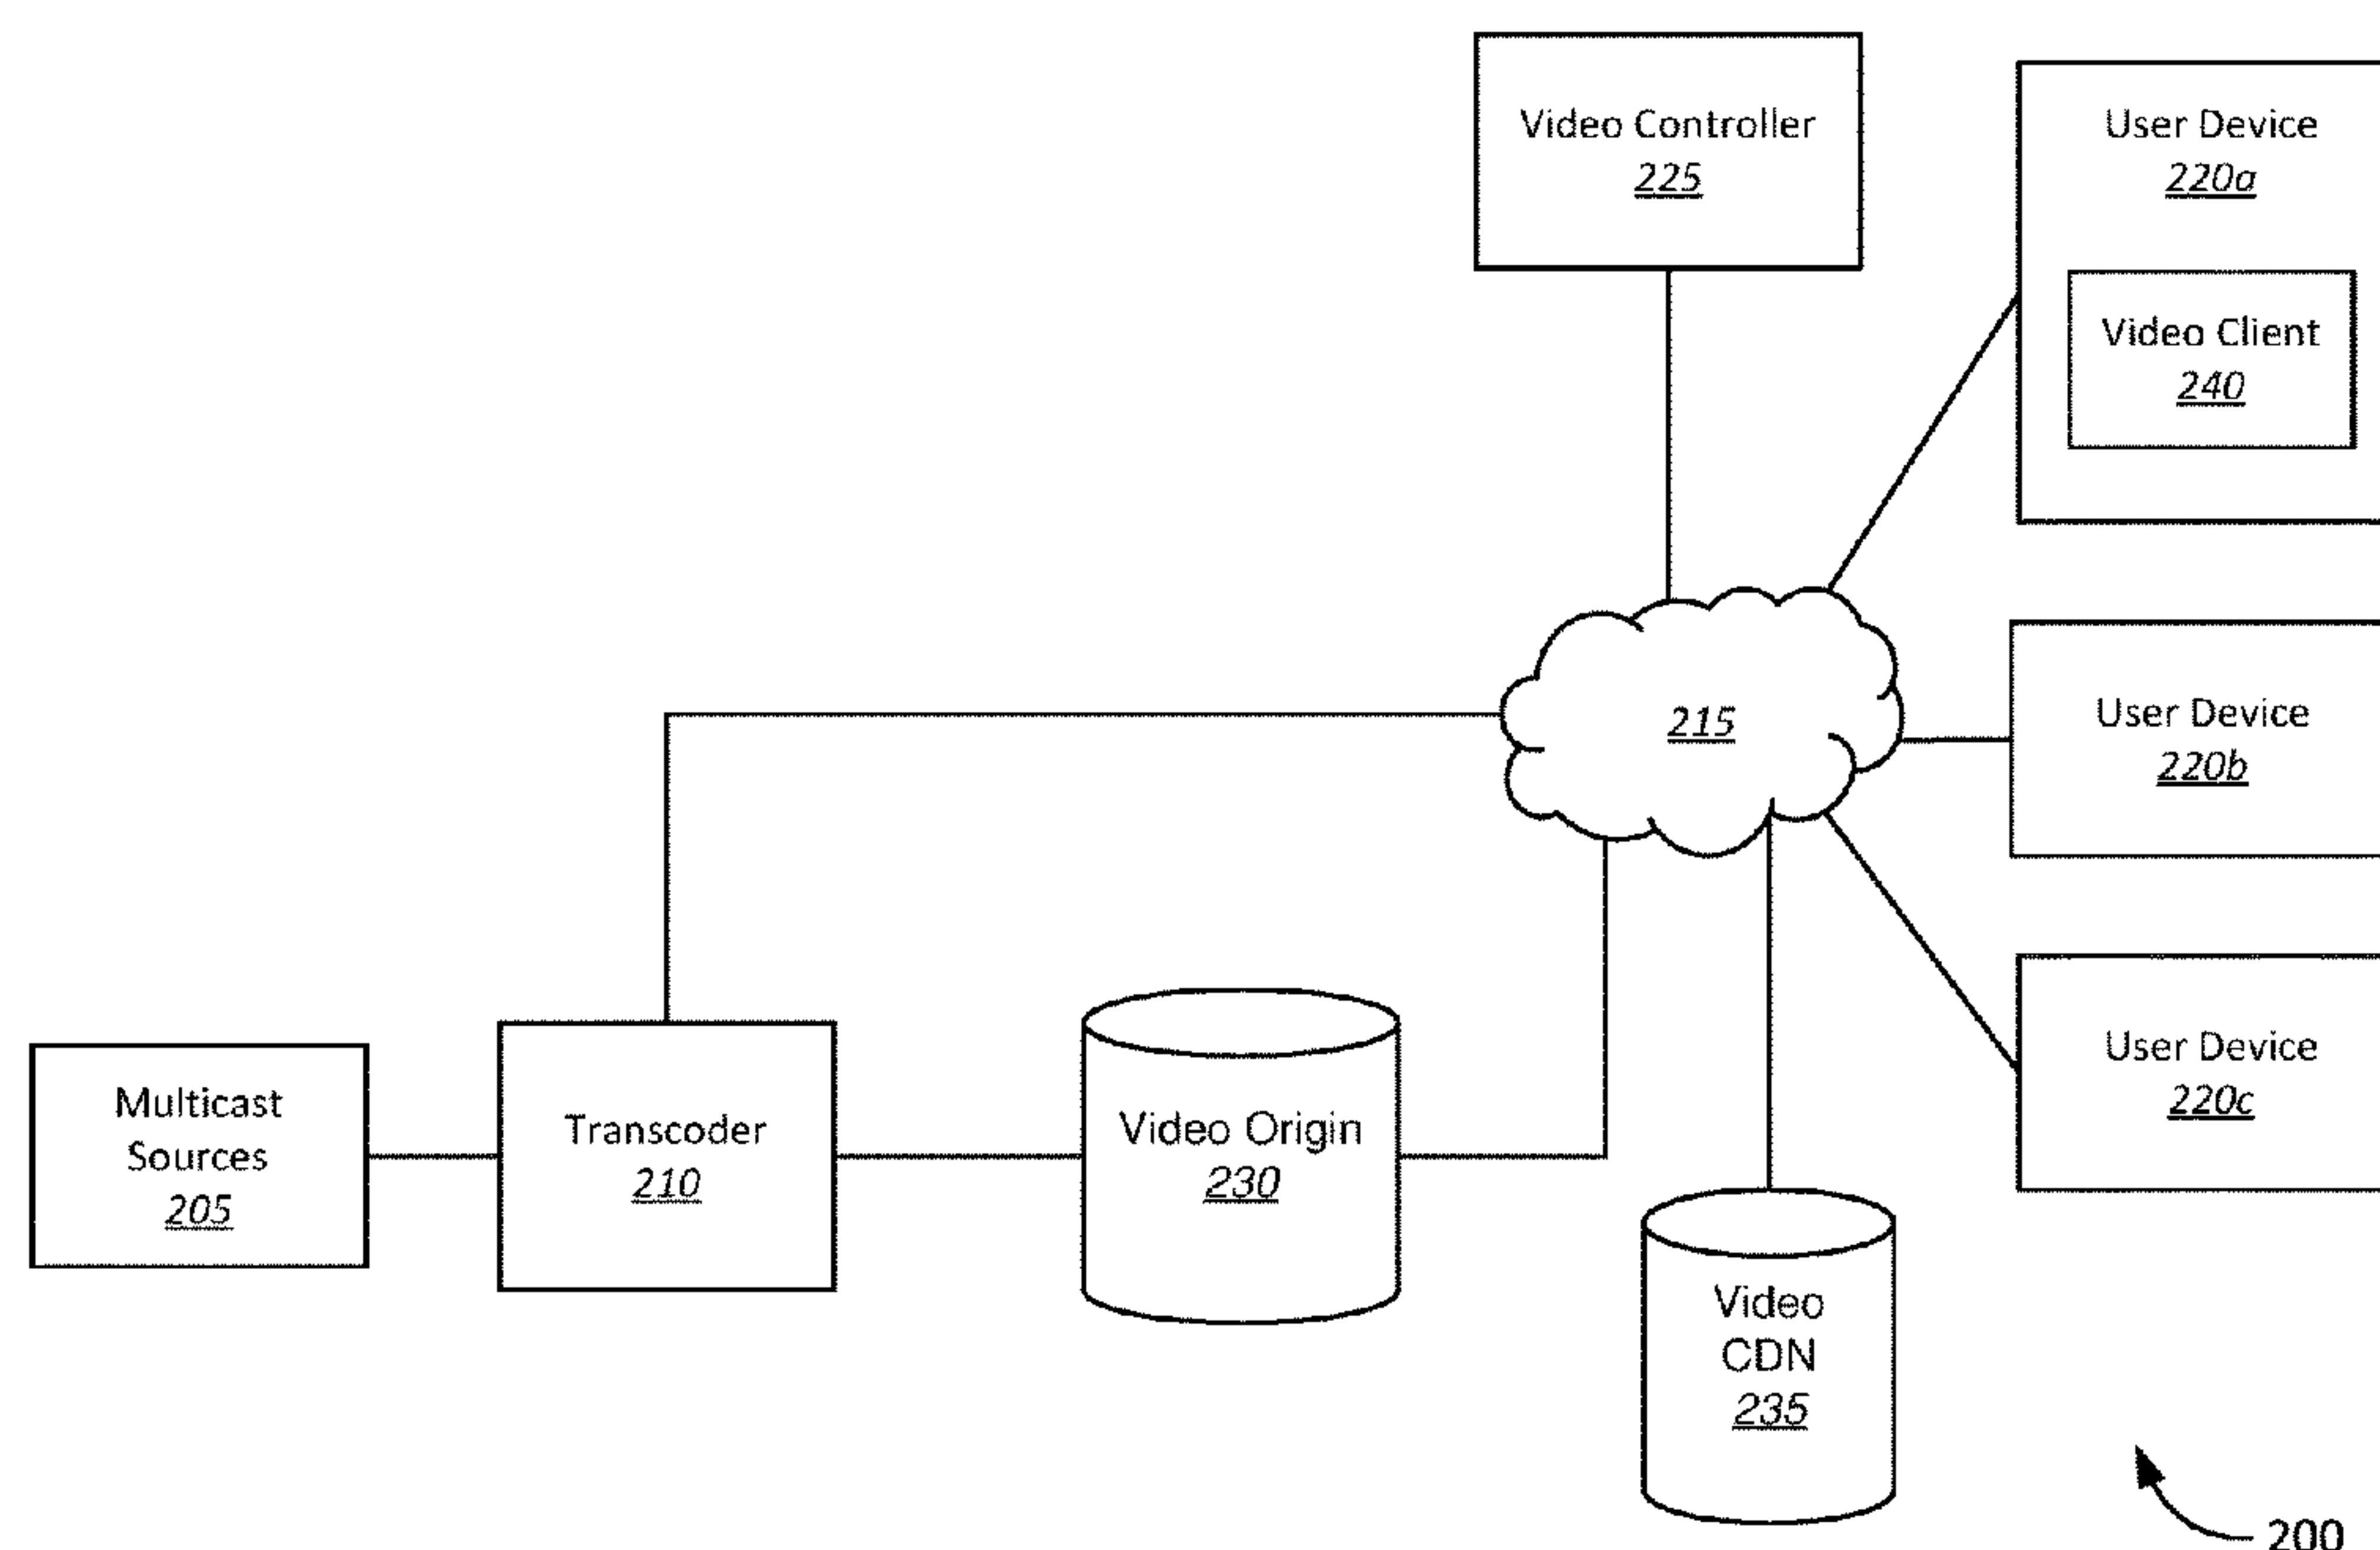 Video Controller
225
User Device
220a
Video Client
240
215
User Device
220b
User Device
220c
Multicast
Sources
205
Transcoder
210
Video Origin
230
Video
CDN
235
200